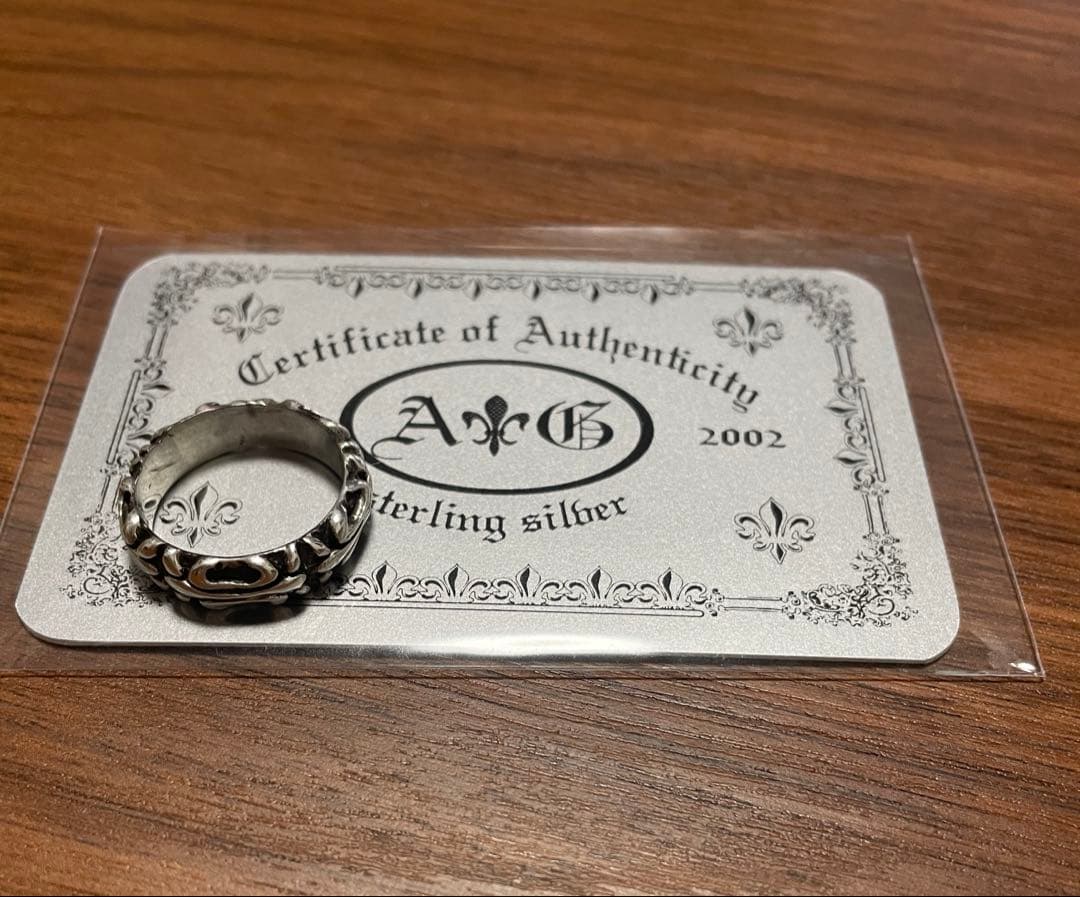 Certificate of Authenticity
A G
2002
terling silver